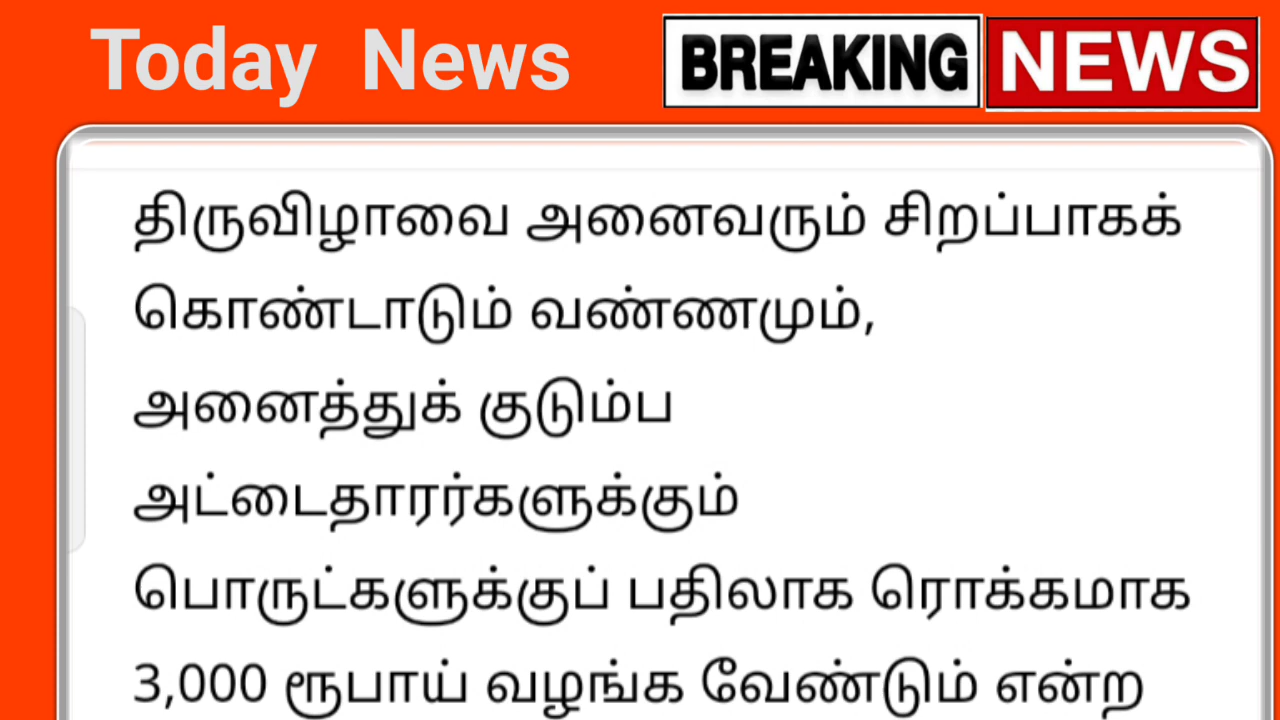 Today News
BREAKING NEWS
திருவிழாவை அனைவரும் சிறப்பாகக்
கொண்டாடும் வண்ணமும்,
அனைத்துக் குடும்ப
அட்டைதாரர்களுக்கும்
பொருட்களுக்குப் பதிலாக ரொக்கமாக
3,000 ரூபாய் வழங்க வேண்டும் என்ற